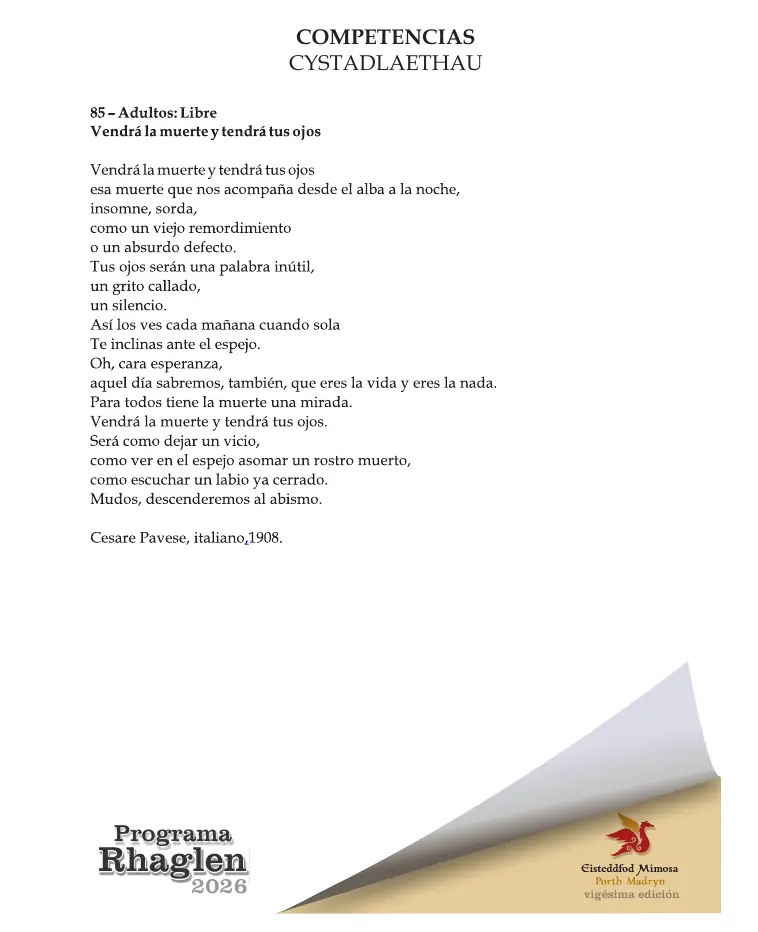 COMPETENCIAS
CYSTADLAETHAU
85 – Adultos: Libre
Vendrá la muerte y tendrá tus ojos
Vendrá la muerte y tendrá tus ojos
esa muerte que nos acompaña desde el alba a la noche,
insomne, sorda,
como un viejo remordimiento
o un absurdo defecto.
Tus ojos serán una palabra inútil,
un grito callado,
un silencio.
Así los ves cada mañana cuando sola
Te inclinas ante el espejo.
Oh, cara esperanza,
aquel día sabremos, también, que eres la vida y eres la nada.
Para todos tiene la muerte una mirada.
Vendrá la muerte y tendrá tus ojos.
Será como dejar un vicio,
como ver en el espejo asomar un rostro muerto,
como escuchar un labio ya cerrado.
Mudos, descenderemos al abismo.
Cesare Pavese, italiano,1908.
Programa
Rhaglen
2026
Eisteddfod Mimosa
Porth Madryn
vigésima edición